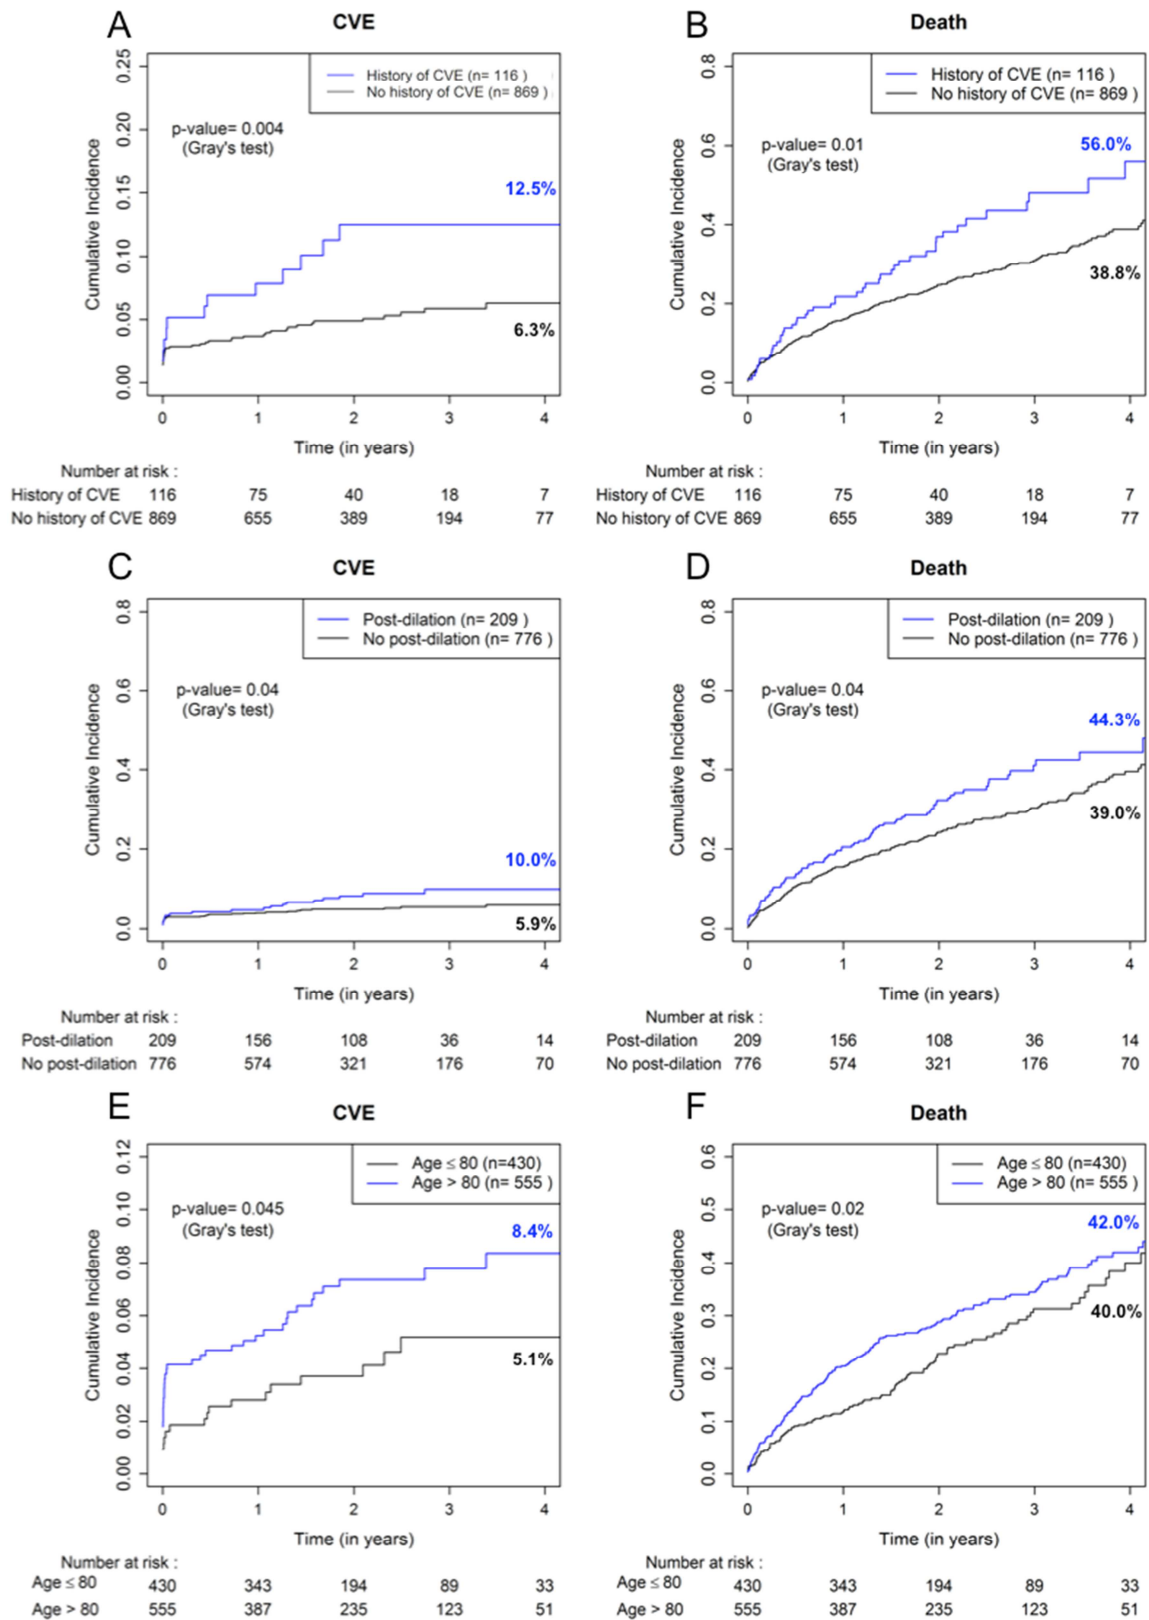 A
CVE
History of CVE (n= 116 )
No history of CVE (n= 869 )
p-value= 0.004
(Gray's test)
12.5%
6.3%
Cumulative Incidence
0.00 0.05 0.10 0.15 0.20 0.25
0 1 2 3 4
Time (in years)
Number at risk :
History of CVE 116 75 40 18 7
No history of CVE 869 655 389 194 77
B
Death
History of CVE (n= 116 )
No history of CVE (n= 869 )
p-value= 0.01
(Gray's test)
56.0%
38.8%
Cumulative Incidence
0.0 0.2 0.4 0.6 0.8
0 1 2 3 4
Time (in years)
Number at risk :
History of CVE 116 75 40 18 7
No history of CVE 869 655 389 194 77
C
CVE
Post-dilation (n= 209 )
No post-dilation (n= 776 )
p-value= 0.04
(Gray's test)
10.0%
5.9%
Cumulative Incidence
0.0 0.2 0.4 0.6 0.8
0 1 2 3 4
Time (in years)
Number at risk :
Post-dilation 209 156 108 36 14
No post-dilation 776 574 321 176 70
D
Death
Post-dilation (n= 209 )
No post-dilation (n= 776 )
p-value= 0.04
(Gray's test)
44.3%
39.0%
Cumulative Incidence
0.0 0.2 0.4 0.6 0.8
0 1 2 3 4
Time (in years)
Number at risk :
Post-dilation 209 156 108 36 14
No post-dilation 776 574 321 176 70
E
CVE
Age ≤ 80 (n=430)
Age > 80 (n= 555 )
p-value= 0.045
(Gray's test)
8.4%
5.1%
Cumulative Incidence
0.00 0.02 0.04 0.06 0.08 0.10 0.12
0 1 2 3 4
Time (in years)
Number at risk :
Age ≤ 80 430 343 194 89 33
Age > 80 555 387 235 123 51
F
Death
Age ≤ 80 (n=430)
Age > 80 (n= 555 )
p-value= 0.02
(Gray's test)
42.0%
40.0%
Cumulative Incidence
0.0 0.1 0.2 0.3 0.4 0.5 0.6
0 1 2 3 4
Time (in years)
Number at risk :
Age ≤ 80 430 343 194 89 33
Age > 80 555 387 235 123 51